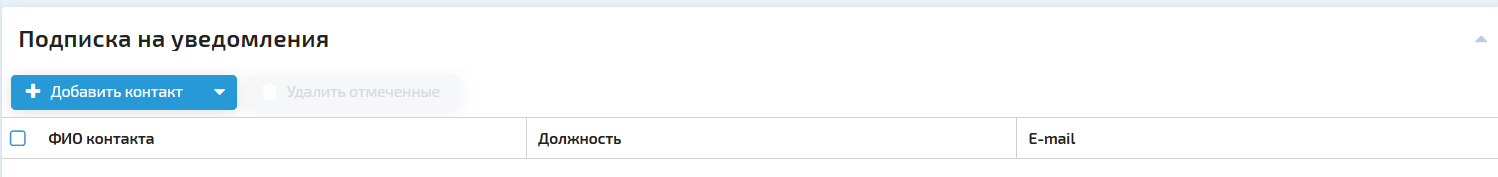 Подписка на уведомления
Добавить контакт
Удалить отмеченные
ФИО контакта
Должность
E-mail